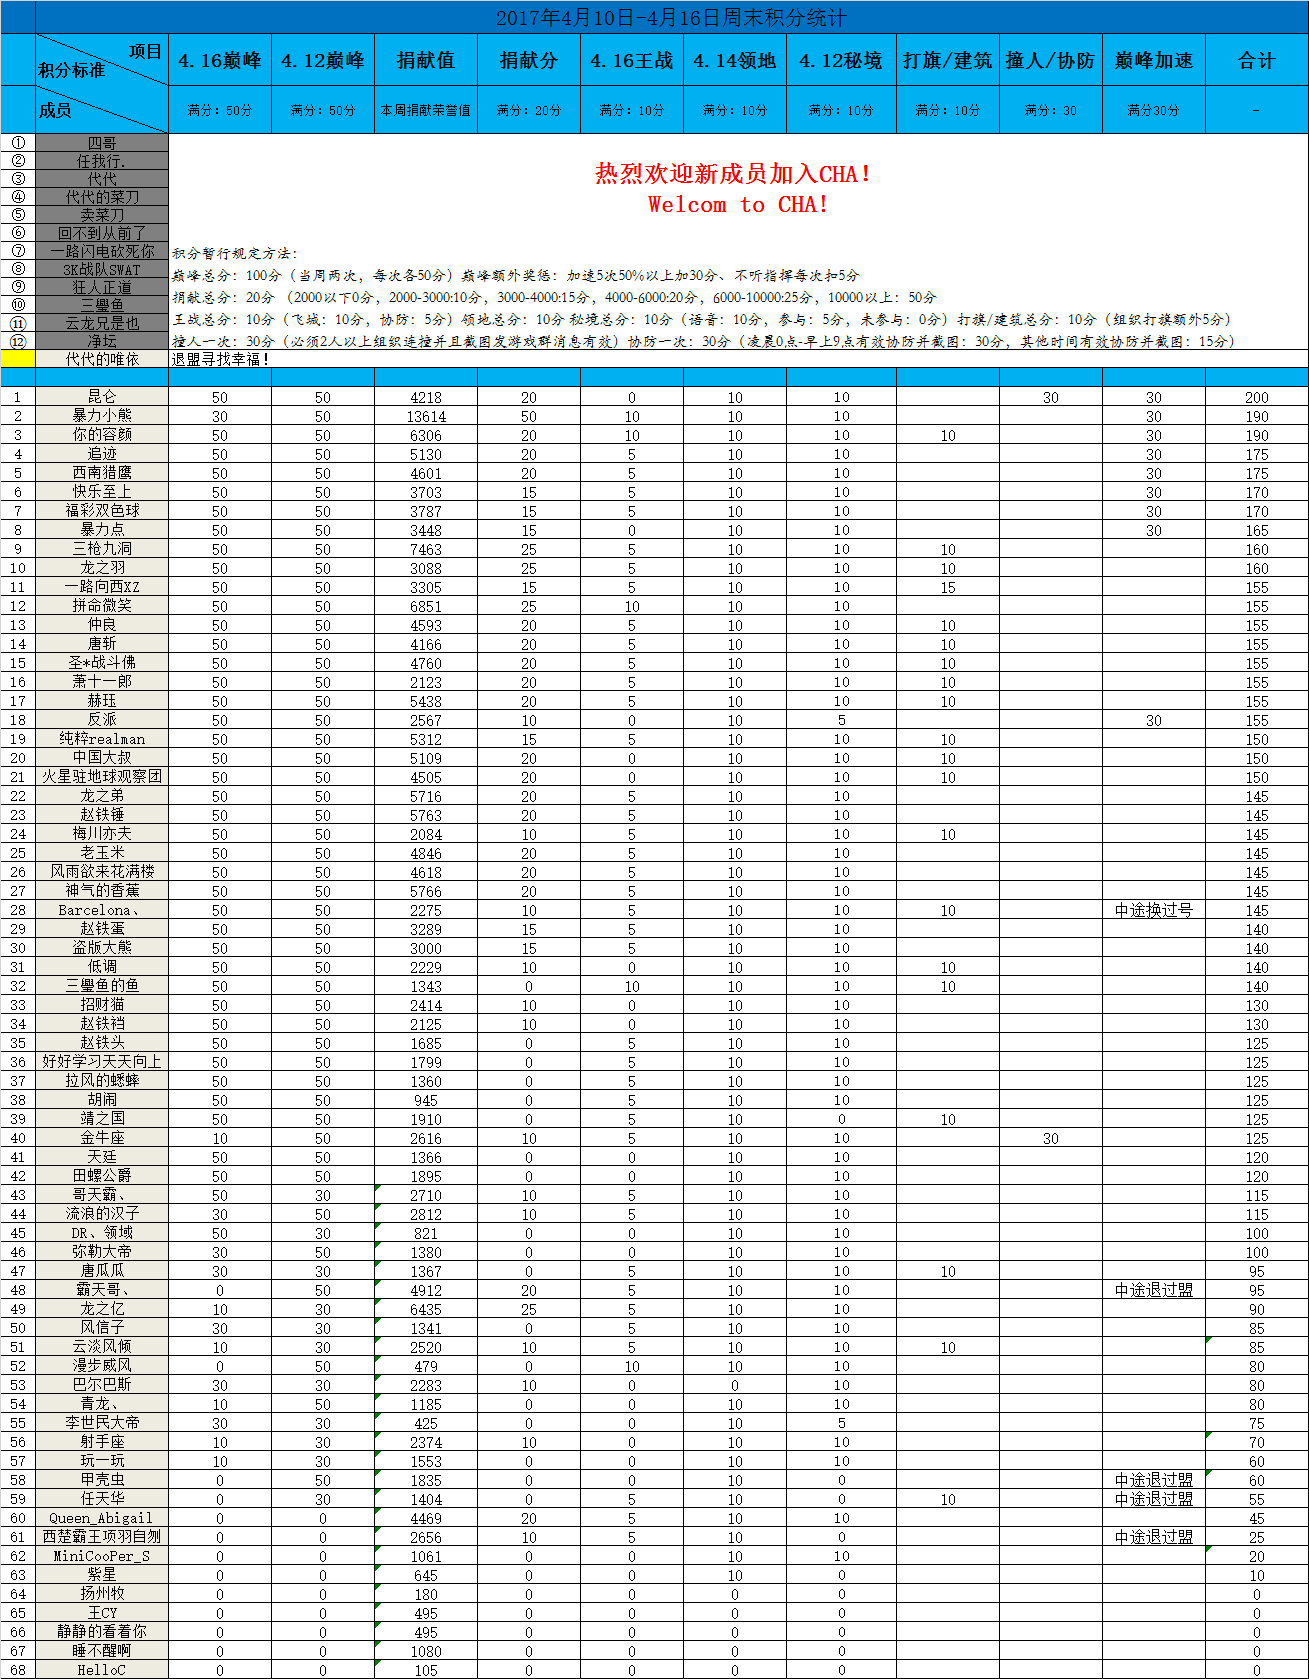 2017年4月10日-4月16日周末积分统计
项目 积分标准 成员 4.16巅峰 4.12巅峰 捐献值 捐献分 4.16王战 4.14领地 4.12秘境 打旗/建筑 撞人/协防 巅峰加速 合计
满分：50分 满分：50分 本周捐献荣誉值 满分：20分 满分：10分 满分：10分 满分：10分 满分：10分 满分：30 满分30分 -
① 四哥
② 任我行.
③ 代代
④ 代代的菜刀
⑤ 卖菜刀
⑥ 回不到从前了
⑦ 一路闪电砍死你
⑧ 3K战队SWAT
⑨ 狂人正道
⑩ 三璺鱼
⑪ 云龙兄是也
⑫ 净坛
热烈欢迎新成员加入CHA！
Welcom to CHA!
积分暂行规定方法：
巅峰总分：100分（当周两次，每次各50分）巅峰额外奖惩：加速5次50%以上加30分、不听指挥每次扣5分
捐献总分：20分 （2000以下0分，2000-3000:10分，3000-4000:15分，4000-6000:20分，6000-10000:25分，10000以上：50分
王战总分：10分（飞城：10分，协防：5分）领地总分：10分 秘境总分：10分（语音：10分，参与：5分，未参与：0分）打旗/建筑总分：10分（组织打旗额外5分）
撞人一次：30分（必须2人以上组织连撞并且截图发游戏群消息有效）协防一次：30分（凌晨0点-早上9点有效协防并截图：30分，其他时间有效协防并截图：15分）
代代的唯依 退盟寻找幸福！
1 昆仑 50 50 4218 20 0 10 10 30 30 200
2 暴力小熊 30 50 13614 50 10 10 10 30 190
3 你的容颜 50 50 6306 20 10 10 10 10 30 190
4 追迹 50 50 5130 20 5 10 10 30 175
5 西南猎鹰 50 50 4601 20 5 10 10 30 175
6 快乐至上 50 50 3703 15 5 10 10 30 170
7 福彩双色球 50 50 3787 15 5 10 10 30 170
8 暴力点 50 50 3448 15 0 10 10 30 165
9 三枪九洞 50 50 7463 25 5 10 10 10 160
10 龙之羽 50 50 3088 25 5 10 10 10 160
11 一路向西XZ 50 50 3305 15 5 10 10 15 155
12 拼命微笑 50 50 6851 25 10 10 10 155
13 仲良 50 50 4593 20 5 10 10 10 155
14 唐斩 50 50 4166 20 5 10 10 10 155
15 圣*战斗佛 50 50 4760 20 5 10 10 10 155
16 萧十一郎 50 50 2123 20 5 10 10 10 155
17 赫珏 50 50 5438 20 5 10 10 10 155
18 反派 50 50 2567 10 0 10 5 30 155
19 纯粹realman 50 50 5312 15 5 10 10 10 150
20 中国大叔 50 50 5109 20 0 10 10 10 150
21 火星驻地球观察团 50 50 4505 20 0 10 10 10 150
22 龙之弟 50 50 5716 20 5 10 10 145
23 赵铁锤 50 50 5763 20 5 10 10 145
24 梅川亦夫 50 50 2084 10 5 10 10 10 145
25 老玉米 50 50 4846 20 5 10 10 145
26 风雨欲来花满楼 50 50 4618 20 5 10 10 145
27 神气的香蕉 50 50 5766 20 5 10 10 145
28 Barcelona、 50 50 2275 10 5 10 10 10 中途换过号 145
29 赵铁蛋 50 50 3289 15 5 10 10 140
30 盗版大熊 50 50 3000 15 5 10 10 140
31 低调 50 50 2229 10 0 10 10 10 140
32 三璺鱼的鱼 50 50 1343 0 10 10 10 10 140
33 招财猫 50 50 2414 10 0 10 10 130
34 赵铁裆 50 50 2125 10 0 10 10 130
35 赵铁头 50 50 1685 0 5 10 10 125
36 好好学习天天向上 50 50 1799 0 5 10 10 125
37 拉风的蟋蟀 50 50 1360 0 5 10 10 125
38 胡闹 50 50 945 0 5 10 10 125
39 靖之国 50 50 1910 0 5 10 0 10 125
40 金牛座 10 50 2616 10 5 10 10 30 125
41 天廷 50 50 1366 0 0 10 10 120
42 田螺公爵 50 50 1895 0 0 10 10 120
43 哥天霸、 50 30 2710 10 5 10 10 115
44 流浪的汉子 30 50 2812 10 5 10 10 115
45 DR、领域 50 30 821 0 0 10 10 100
46 弥勒大帝 30 50 1380 0 0 10 10 100
47 唐瓜瓜 30 30 1367 0 5 10 10 10 95
48 霸天哥、 0 50 4912 20 5 10 10 中途退过盟 95
49 龙之亿 10 30 6435 25 5 10 10 90
50 风信子 30 30 1341 0 5 10 10 85
51 云淡风倾 10 30 2520 10 5 10 10 10 85
52 漫步威风 0 50 479 0 10 10 10 80
53 巴尔巴斯 30 30 2283 10 0 0 10 80
54 青龙、 10 50 1185 0 0 10 10 80
55 李世民大帝 30 30 425 0 0 10 5 75
56 射手座 10 30 2374 10 0 10 10 70
57 玩一玩 10 30 1553 0 0 10 10 60
58 甲壳虫 0 50 1835 0 0 10 0 中途退过盟 60
59 任天华 0 30 1404 0 5 10 0 10 中途退过盟 55
60 Queen_Abigail 0 0 4469 20 5 10 10 45
61 西楚霸王项羽自刎 0 0 2656 10 5 10 0 中途退过盟 25
62 MiniCooPer_S 0 0 1061 0 0 10 10 20
63 紫星 0 0 645 0 0 10 0 10
64 扬州牧 0 0 180 0 0 0 0 0
65 王CY 0 0 495 0 0 0 0 0
66 静静的看着你 0 0 495 0 0 0 0 0
67 睡不醒啊 0 0 1080 0 0 0 0 0
68 HelloC 0 0 105 0 0 0 0 0